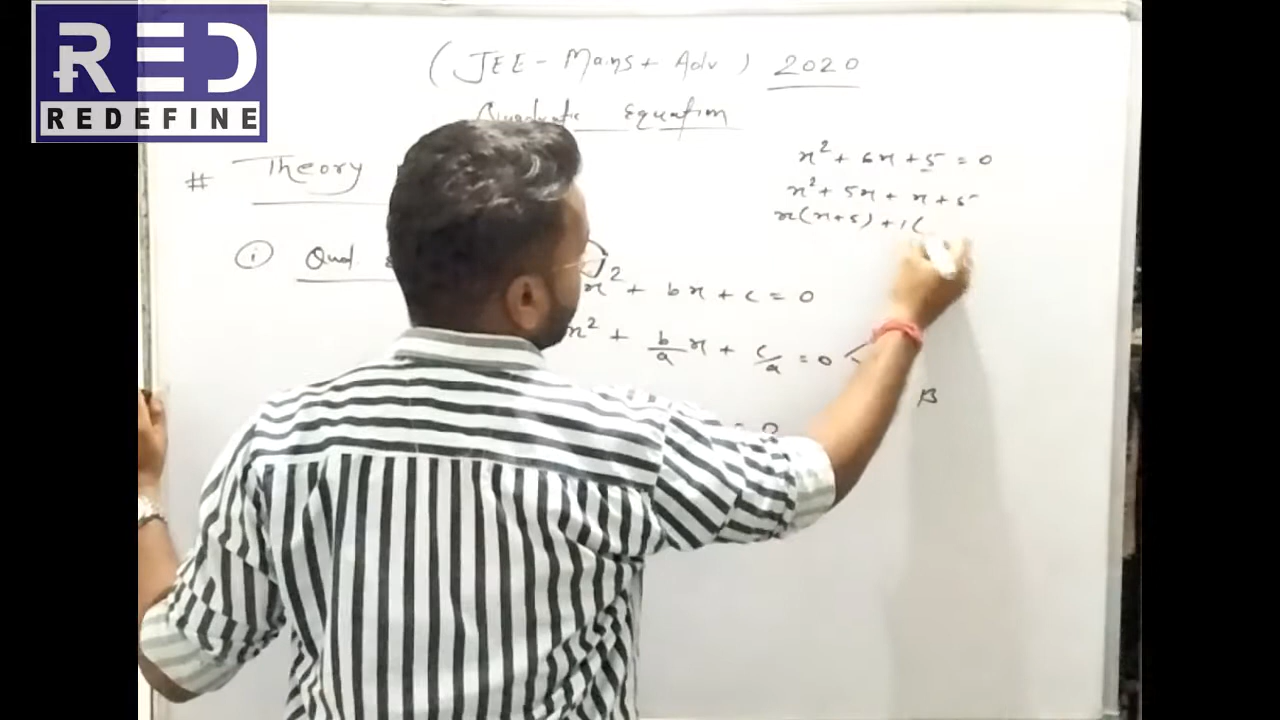 RED
REDEFINE
(JEE - Mains + Adv) 2020
Quadratic Equation
# Theory
x² + 6x + 5 = 0
x² + 5x + x + 5
x(x+5) + 1(
(i) Quad
x² + bx + c = 0
x² + b/a x + c/a = 0 <
β
= 0